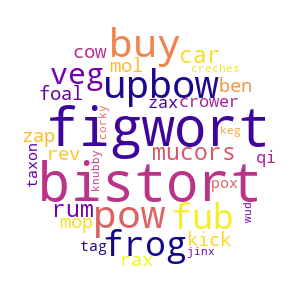 buy
cow
car
creches
mol
veg
upbow
ben
foal
zax
crower
figwort
corky
zap
keg
rev
mucors
qi
taxon
knubby
bistort
pox
rum
pow
fub
wud
mop
frog
kick
tag
rax
jinx